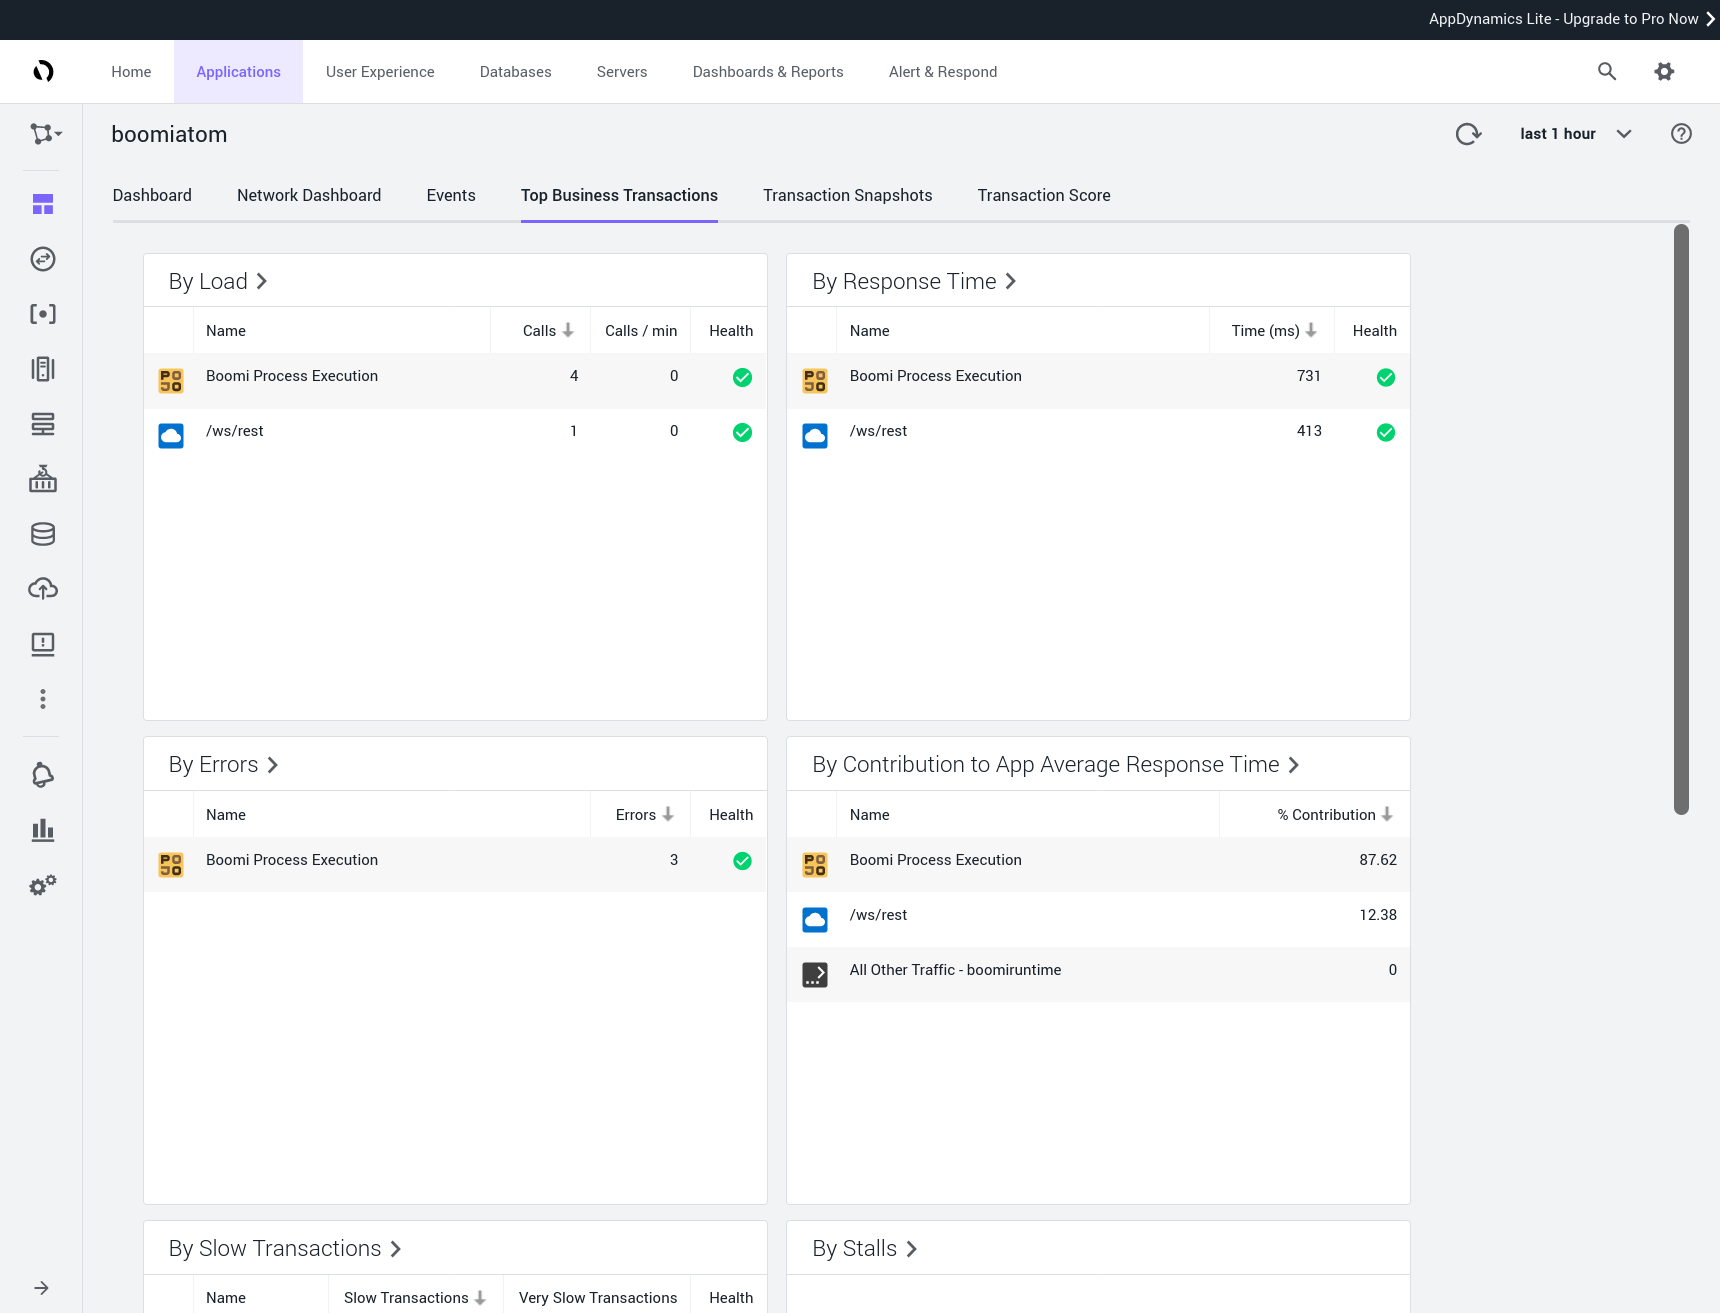 AppDynamics Lite - Upgrade to Pro Now
Home Applications User Experience Databases Servers Dashboards & Reports Alert & Respond
boomiatom
last 1 hour
Dashboard Network Dashboard Events Top Business Transactions Transaction Snapshots Transaction Score
By Load
Name Calls Calls / min Health
POJO Boomi Process Execution 4 0
/ws/rest 1 0
By Response Time
Name Time (ms) Health
POJO Boomi Process Execution 731
/ws/rest 413
By Errors
Name Errors Health
POJO Boomi Process Execution 3
By Contribution to App Average Response Time
Name % Contribution
POJO Boomi Process Execution 87.62
/ws/rest 12.38
All Other Traffic - boomiruntime 0
By Slow Transactions
Name Slow Transactions Very Slow Transactions Health
By Stalls